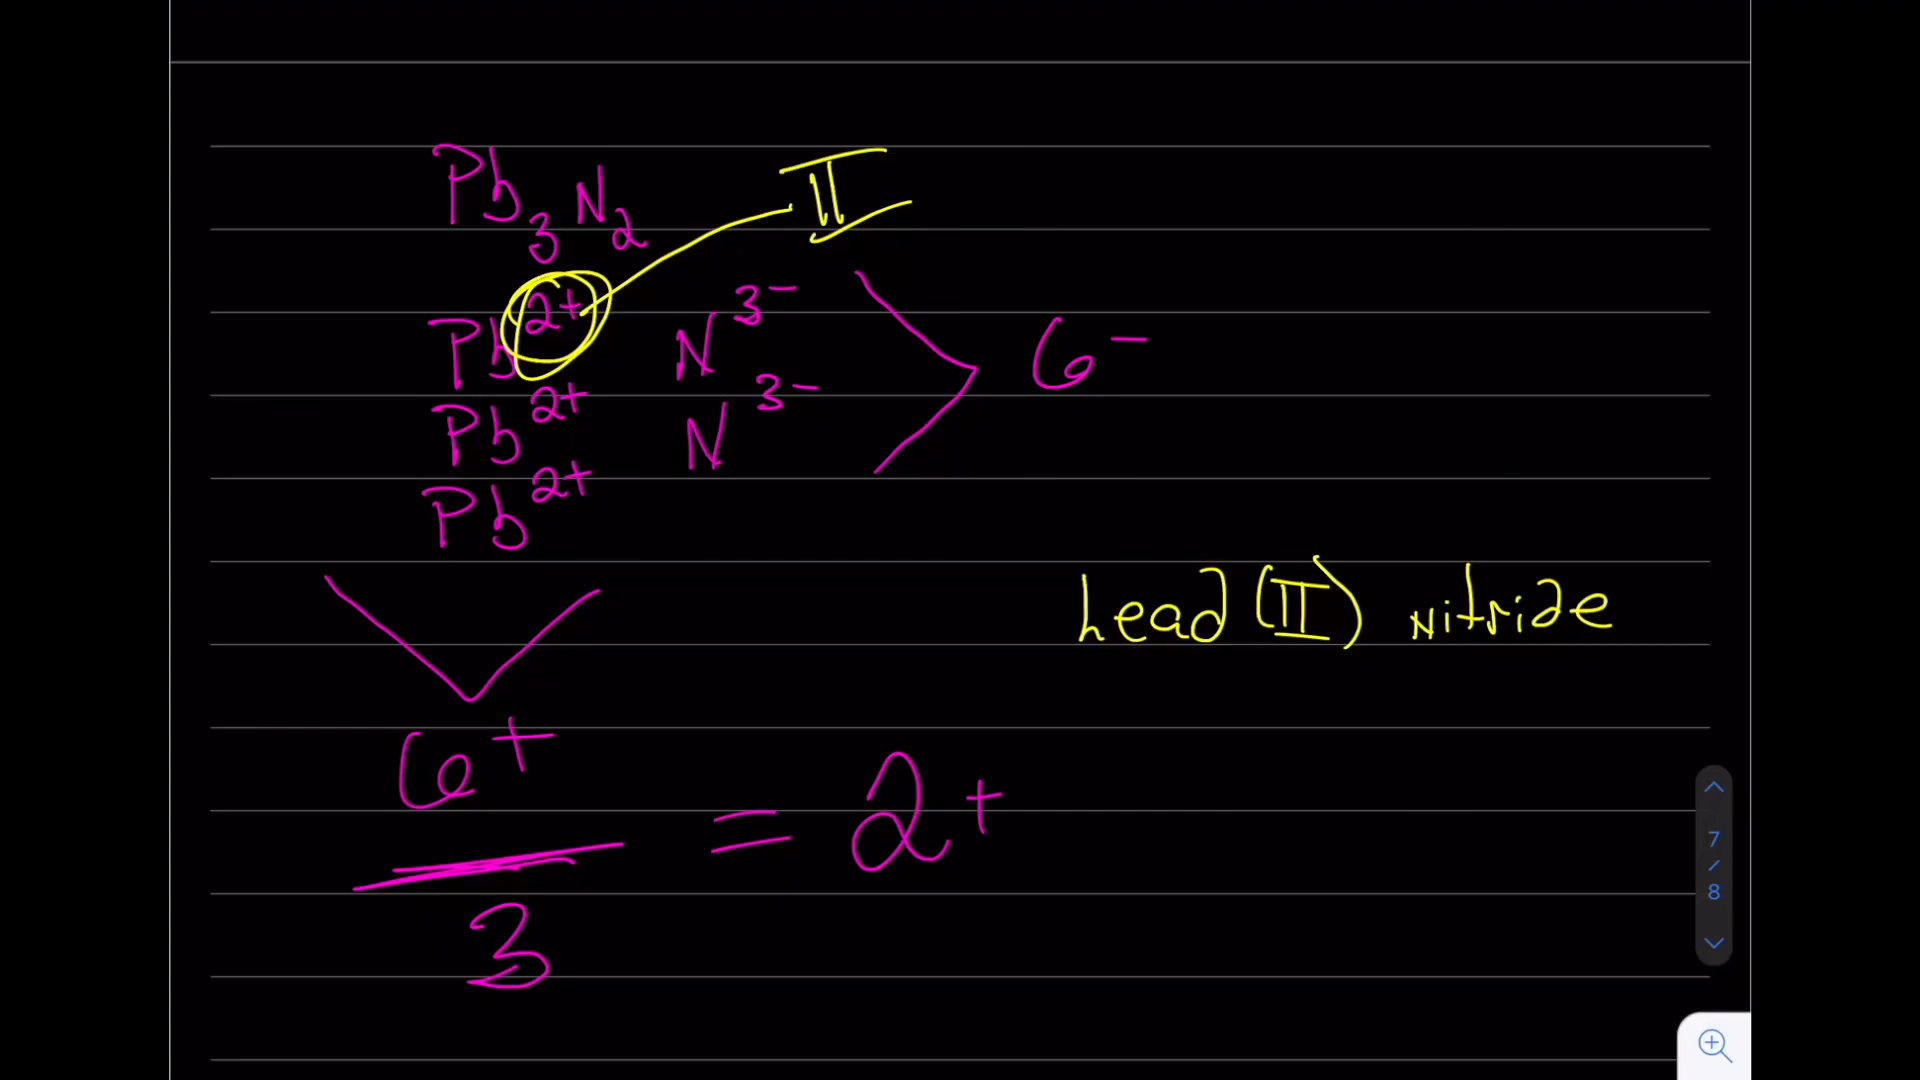 Pb₃N₂ II
Pb²⁺ N³⁻ 6⁻
Pb²⁺ N³⁻
Pb²⁺
Lead (II) nitride
6⁺ = 2⁺
3
7
/
8